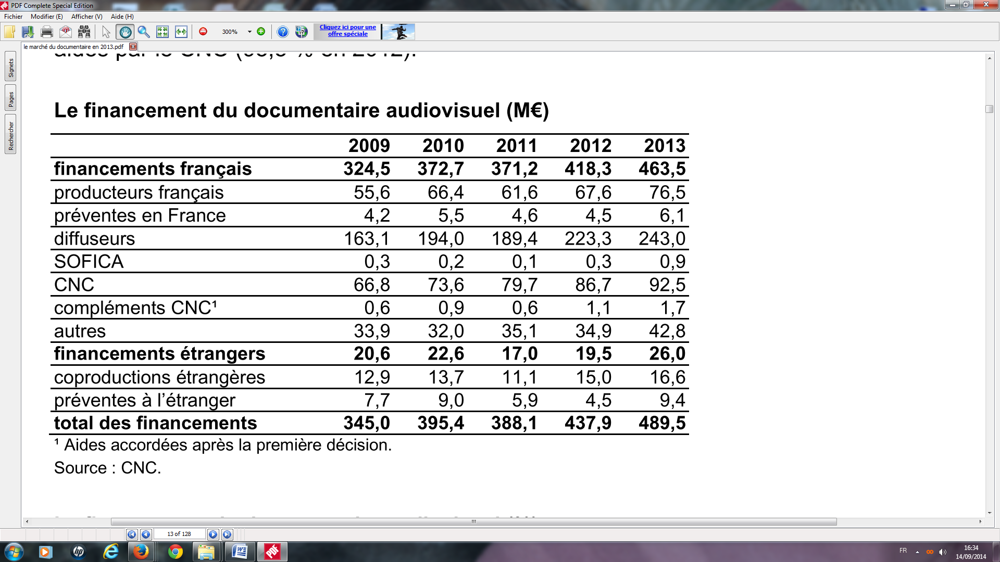 PDF Complete Special Edition
Fichier Modifier (E) Afficher (V) Aide (H)
300% Cliquez ici pour une
offre spéciale
le marché du documentaire en 2013.pdf
Signets
Pages
Rechercher
aidés par le CNC ( % en 2012).
Le financement du documentaire audiovisuel (M€)
2009 2010 2011 2012 2013
financements français 324,5 372,7 371,2 418,3 463,5
producteurs français 55,6 66,4 61,6 67,6 76,5
préventes en France 4,2 5,5 4,6 4,5 6,1
diffuseurs 163,1 194,0 189,4 223,3 243,0
SOFICA 0,3 0,2 0,1 0,3 0,9
CNC 66,8 73,6 79,7 86,7 92,5
compléments CNC¹ 0,6 0,9 0,6 1,1 1,7
autres 33,9 32,0 35,1 34,9 42,8
financements étrangers 20,6 22,6 17,0 19,5 26,0
coproductions étrangères 12,9 13,7 11,1 15,0 16,6
préventes à l’étranger 7,7 9,0 5,9 4,5 9,4
total des financements 345,0 395,4 388,1 437,9 489,5
¹ Aides accordées après la première décision.
Source : CNC.
13 of 128
FR 16:34
14/09/2014